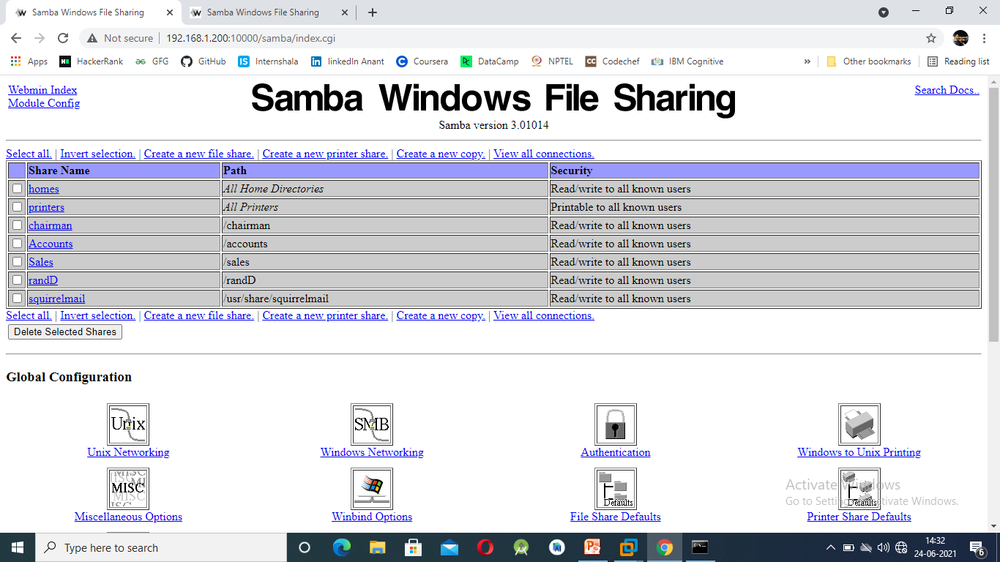 Samba Windows File Sharing Samba Windows File Sharing
Not secure 192.168.1.200:10000/samba/index.cgi
Apps HackerRank GFG GitHub Internshala linkedIn Anant Coursera DataCamp NPTEL Codechef IBM Cognitive » Other bookmarks Reading list
Webmin Index
Module Config
Samba Windows File Sharing
Samba version 3.01014
Search Docs..
Select all. | Invert selection. | Create a new file share. | Create a new printer share. | Create a new copy. | View all connections.
Share Name Path Security
homes All Home Directories Read/write to all known users
printers All Printers Printable to all known users
chairman /chairman Read/write to all known users
Accounts /accounts Read/write to all known users
Sales /sales Read/write to all known users
randD /randD Read/write to all known users
squirrelmail /usr/share/squirrelmail Read/write to all known users
Select all. | Invert selection. | Create a new file share. | Create a new printer share. | Create a new copy. | View all connections.
Delete Selected Shares
Global Configuration
Unix SMB
Unix Networking Windows Networking Authentication Windows to Unix Printing
MISC Defaults Defaults
Miscellaneous Options Winbind Options File Share Defaults Printer Share Defaults
Activate Windows
Go to Settings to activate Windows.
Type here to search
14:32
24-06-2021
6